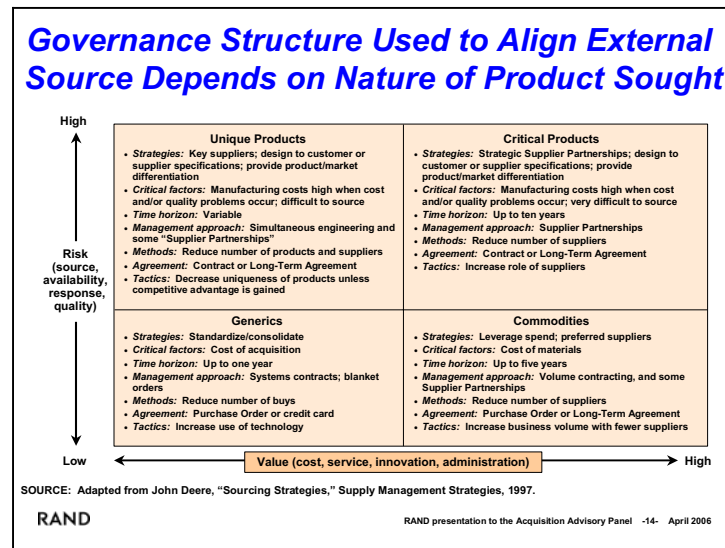 Governance Structure Used to Align External
Source Depends on Nature of Product Sought
High
Risk
(source,
availability,
response,
quality)
Unique Products
• Strategies: Key suppliers; design to customer or
supplier specifications; provide product/market
differentiation
• Critical factors: Manufacturing costs high when cost
and/or quality problems occur; difficult to source
• Time horizon: Variable
• Management approach: Simultaneous engineering and
some “Supplier Partnerships”
• Methods: Reduce number of products and suppliers
• Agreement: Contract or Long-Term Agreement
• Tactics: Decrease uniqueness of products unless
competitive advantage is gained
Critical Products
• Strategies: Strategic Supplier Partnerships; design to
customer or supplier specifications; provide
product/market differentiation
• Critical factors: Manufacturing costs high when cost
and/or quality problems occur; very difficult to source
• Time horizon: Up to ten years
• Management approach: Supplier Partnerships
• Methods: Reduce number of suppliers
• Agreement: Contract or Long-Term Agreement
• Tactics: Increase role of suppliers
Generics
• Strategies: Standardize/consolidate
• Critical factors: Cost of acquisition
• Time horizon: Up to one year
• Management approach: Systems contracts; blanket
orders
• Methods: Reduce number of buys
• Agreement: Purchase Order or credit card
• Tactics: Increase use of technology
Commodities
• Strategies: Leverage spend; preferred suppliers
• Critical factors: Cost of materials
• Time horizon: Up to five years
• Management approach: Volume contracting, and some
Supplier Partnerships
• Methods: Reduce number of suppliers
• Agreement: Purchase Order or Long-Term Agreement
• Tactics: Increase business volume with fewer suppliers
Low
Value (cost, service, innovation, administration)
High
SOURCE: Adapted from John Deere, “Sourcing Strategies,” Supply Management Strategies, 1997.
RAND
RAND presentation to the Acquisition Advisory Panel -14- April 2006